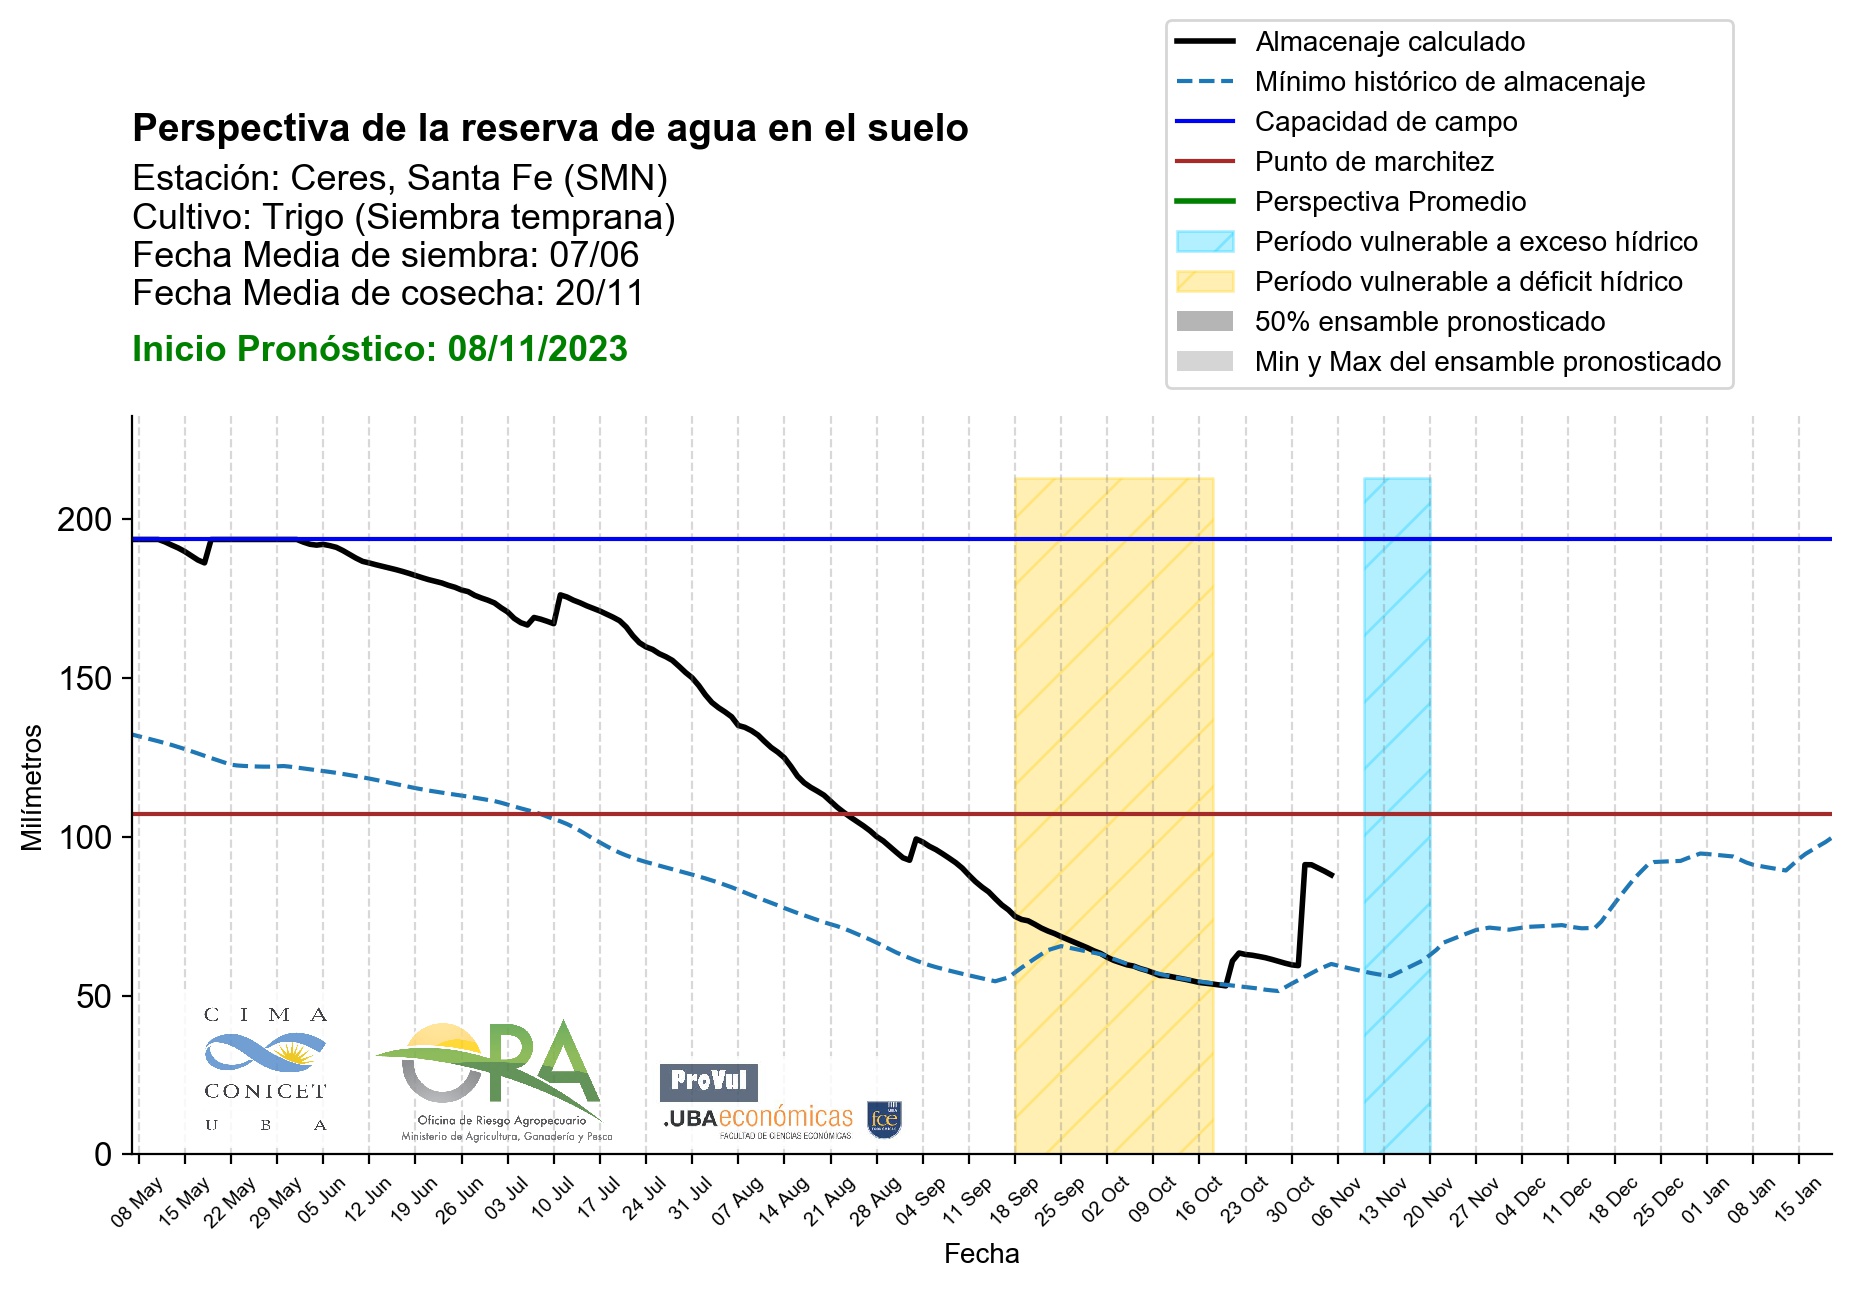 Almacenaje calculado
Mínimo histórico de almacenaje
Capacidad de campo
Punto de marchitez
Perspectiva Promedio
Período vulnerable a exceso hídrico
Período vulnerable a déficit hídrico
50% ensamble pronosticado
Min y Max del ensamble pronosticado
Perspectiva de la reserva de agua en el suelo
Estación: Ceres, Santa Fe (SMN)
Cultivo: Trigo (Siembra temprana)
Fecha Media de siembra: 07/06
Fecha Media de cosecha: 20/11
Inicio Pronóstico: 08/11/2023
Milímetros
200
150
100
50
0
CIMA
CONICET
UBA
ORA
Oficina de Riesgo Agropecuario
Ministerio de Agricultura, Ganadería y Pesca
ProVul
.UBAeconómicas
FACULTAD DE CIENCIAS ECONÓMICAS
UBA
fce
ECONÓMICAS
08 May
15 May
22 May
29 May
05 Jun
12 Jun
19 Jun
26 Jun
03 Jul
10 Jul
17 Jul
24 Jul
31 Jul
07 Aug
14 Aug
21 Aug
28 Aug
04 Sep
11 Sep
18 Sep
25 Sep
02 Oct
09 Oct
16 Oct
23 Oct
30 Oct
06 Nov
13 Nov
20 Nov
27 Nov
04 Dec
11 Dec
18 Dec
25 Dec
01 Jan
08 Jan
15 Jan
Fecha